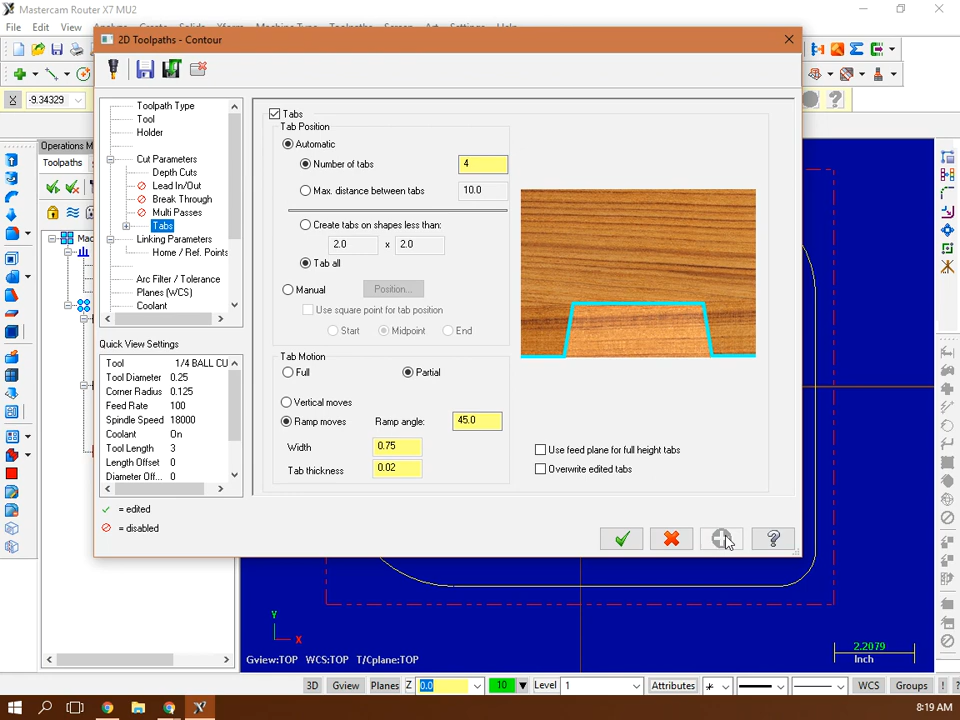 Mastercam Router X7 MU2
File Edit View
2D Toolpaths - Contour
-9.34329
Operations M
Toolpaths
Toolpath Type
Tool
Holder
Cut Parameters
Depth Cuts
Lead In/Out
Break Through
Multi Passes
Tabs
Linking Parameters
Home / Ref. Points
Arc Filter / Tolerance
Planes (WCS)
Coolant
Quick View Settings
Tool 1/4 BALL CU
Tool Diameter 0.25
Corner Radius 0.125
Feed Rate 100
Spindle Speed 18000
Coolant On
Tool Length 3
Length Offset 0
Diameter Off... 0
= edited
= disabled
Tabs
Tab Position
Automatic
Number of tabs 4
Max. distance between tabs 10.0
Create tabs on shapes less than:
2.0 x 2.0
Tab all
Manual Position...
Use square point for tab position
Start Midpoint End
Tab Motion
Full Partial
Vertical moves
Ramp moves Ramp angle: 45.0
Width 0.75
Tab thickness 0.02
Use feed plane for full height tabs
Overwrite edited tabs
Y
X
Gview:TOP WCS:TOP T/Cplane:TOP
2.2079
Inch
3D Gview Planes Z 0.0 10 Level 1 Attributes WCS Groups ! ?
8:19 AM